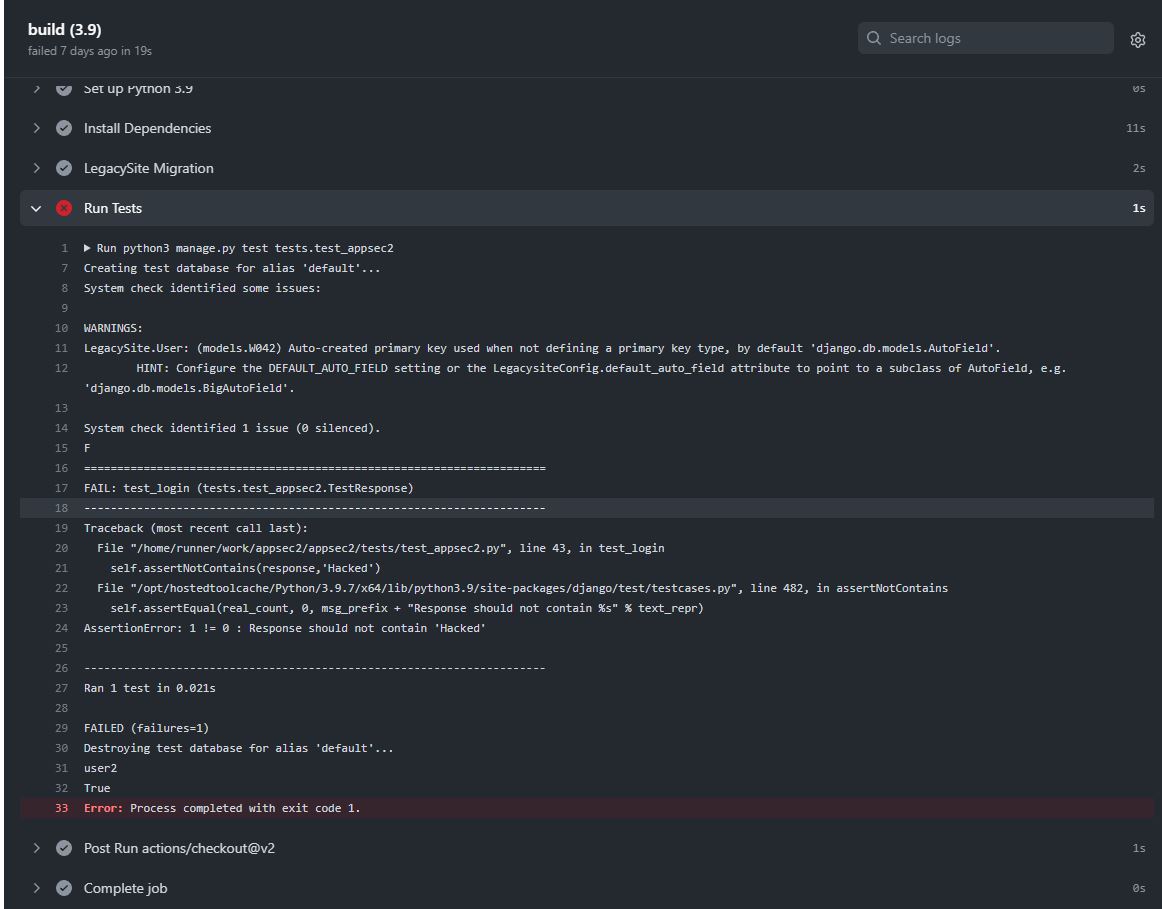 build (3.9)
failed 7 days ago in 19s
Search logs
Set up Python 3.9 0s
Install Dependencies 11s
LegacySite Migration 2s
Run Tests 1s
1 Run python3 manage.py test tests.test_appsec2
7 Creating test database for alias 'default'...
8 System check identified some issues:
9
10 WARNINGS:
11 LegacySite.User: (models.W042) Auto-created primary key used when not defining a primary key type, by default 'django.db.models.AutoField'.
12 HINT: Configure the DEFAULT_AUTO_FIELD setting or the LegacysiteConfig.default_auto_field attribute to point to a subclass of AutoField, e.g.
'django.db.models.BigAutoField'.
13
14 System check identified 1 issue (0 silenced).
15 F
16 ======================================================================
17 FAIL: test_login (tests.test_appsec2.TestResponse)
18 ----------------------------------------------------------------------
19 Traceback (most recent call last):
20 File "/home/runner/work/appsec2/appsec2/tests/test_appsec2.py", line 43, in test_login
21 self.assertNotContains(response,'Hacked')
22 File "/opt/hostedtoolcache/Python/3.9.7/x64/lib/python3.9/site-packages/django/test/testcases.py", line 482, in assertNotContains
23 self.assertEqual(real_count, 0, msg_prefix + "Response should not contain %s" % text_repr)
24 AssertionError: 1 != 0 : Response should not contain 'Hacked'
25
26 ----------------------------------------------------------------------
27 Ran 1 test in 0.021s
28
29 FAILED (failures=1)
30 Destroying test database for alias 'default'...
31 user2
32 True
33 Error: Process completed with exit code 1.
Post Run actions/checkout@v2 1s
Complete job 0s